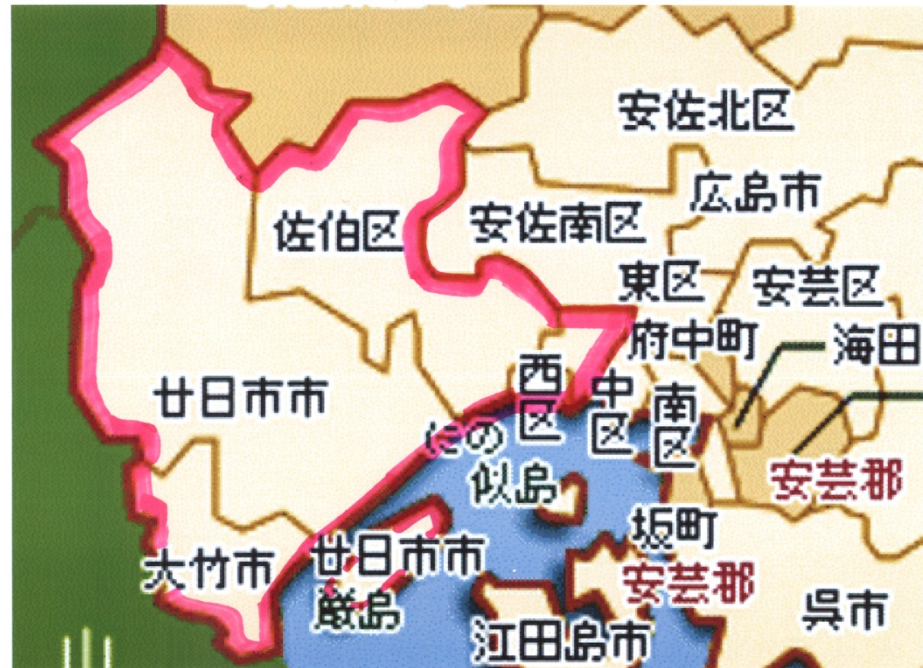 安佐北区
広島市
佐伯区
安佐南区
東区
安芸区
府中町
海田
廿日市市
西区
中区
南区
にの
似島
安芸郡
坂町
大竹市
廿日市市
厳島
安芸郡
江田島市
呉市